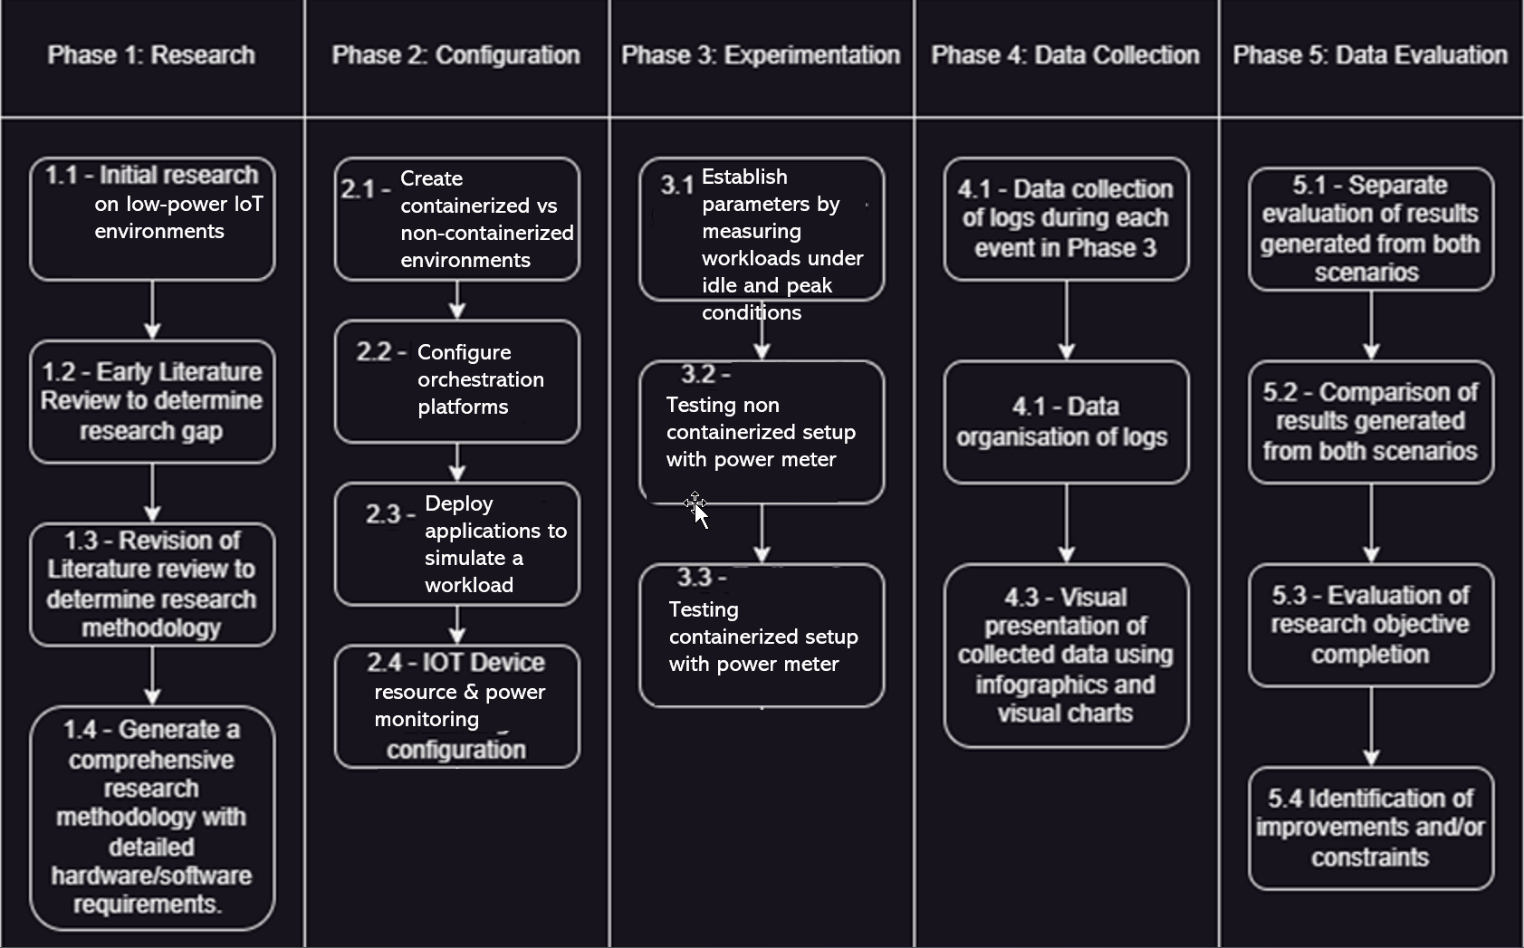 Phase 1: Research
Phase 2: Configuration
Phase 3: Experimentation
Phase 4: Data Collection
Phase 5: Data Evaluation
1.1 - Initial research
on low-power IoT
environments
1.2 - Early Literature
Review to determine
research gap
1.3 - Revision of
Literature review to
determine research
methodology
1.4 - Generate a
comprehensive
research
methodology with
detailed
hardware/software
requirements.
2.1 - Create
containerized vs
non-containerized
environments
2.2 - Configure
orchestration
platforms
2.3 - Deploy
applications to
simulate a
workload
2.4 - IOT Device
resource & power
monitoring
configuration
3.1 Establish
parameters by
measuring
workloads under
idle and peak
conditions
3.2 -
Testing non
containerized setup
with power meter
3.3 -
Testing
containerized setup
with power meter
4.1 - Data collection
of logs during each
event in Phase 3
4.1 - Data
organisation of logs
4.3 - Visual
presentation of
collected data using
infographics and
visual charts
5.1 - Separate
evaluation of results
generated from both
scenarios
5.2 - Comparison of
results generated
from both scenarios
5.3 - Evaluation of
research objective
completion
5.4 Identification of
improvements and/or
constraints